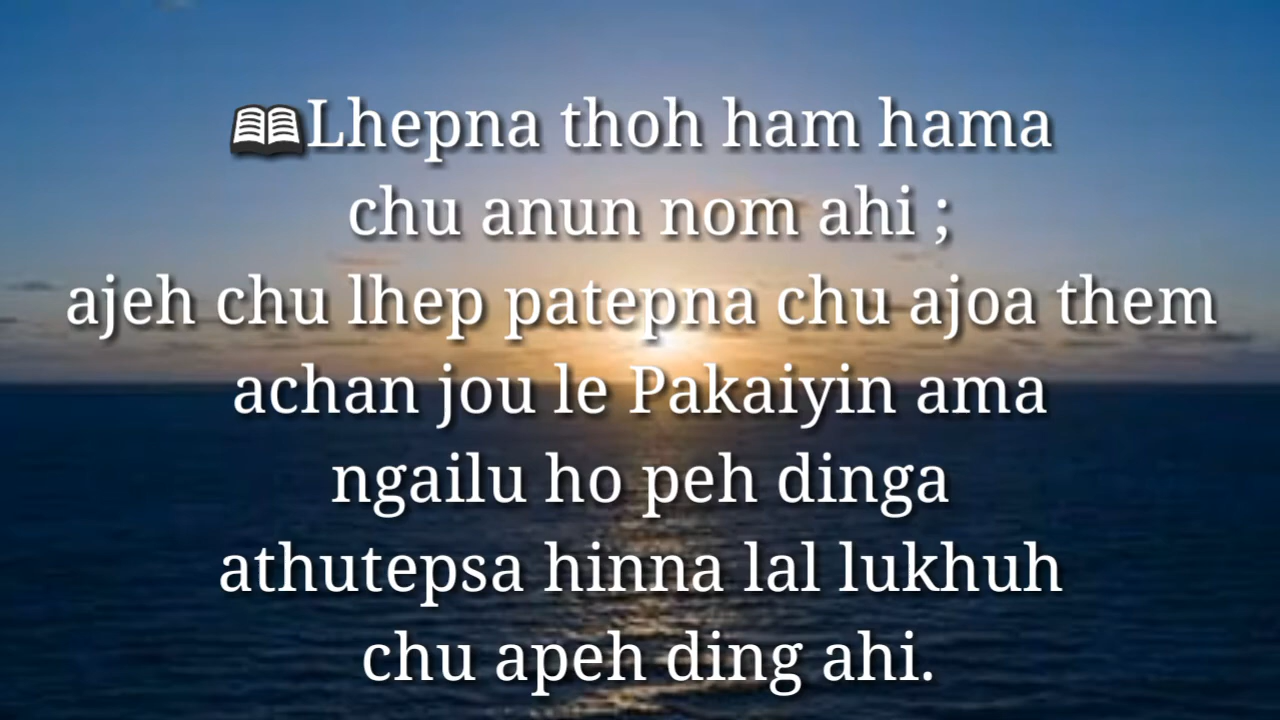 📖Lhepna thoh ham hama
chu anun nom ahi ;
ajeh chu lhep patepna chu ajoa them
achan jou le Pakaiyin ama
ngailu ho peh dinga
athutepsa hinna lal lukhuh
chu apeh ding ahi.